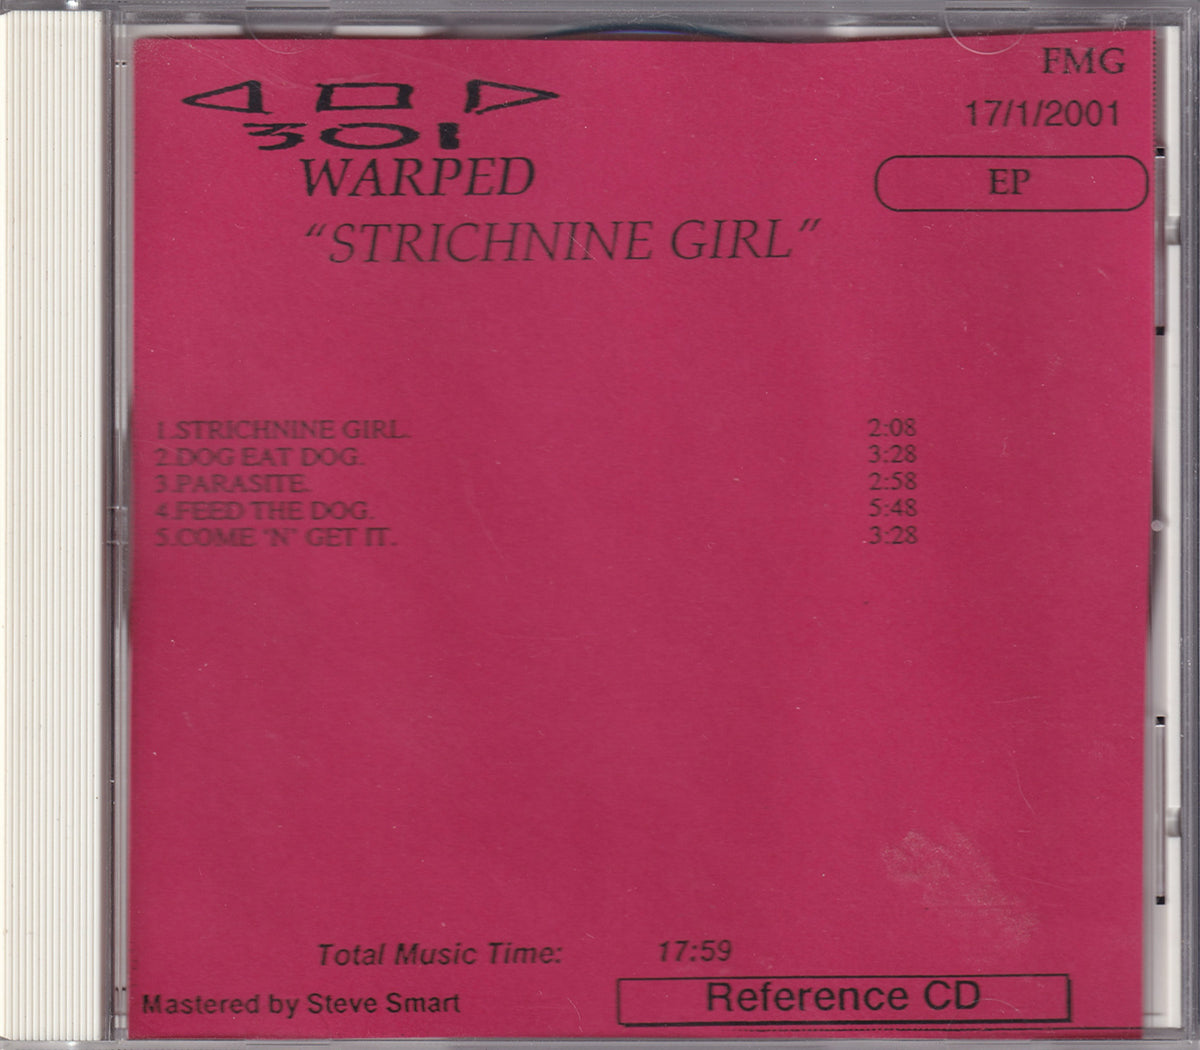 FMG
17/1/2001
301
WARPED
EP
“STRICHNINE GIRL”
1.STRICHNINE GIRL. 2:08
2.DOG EAT DOG. 3:28
3.PARASITE. 2:58
4.FEED THE DOG. 5:48
5.COME ‘N’ GET IT. 3:28
Total Music Time: 17:59
Mastered by Steve Smart
Reference CD